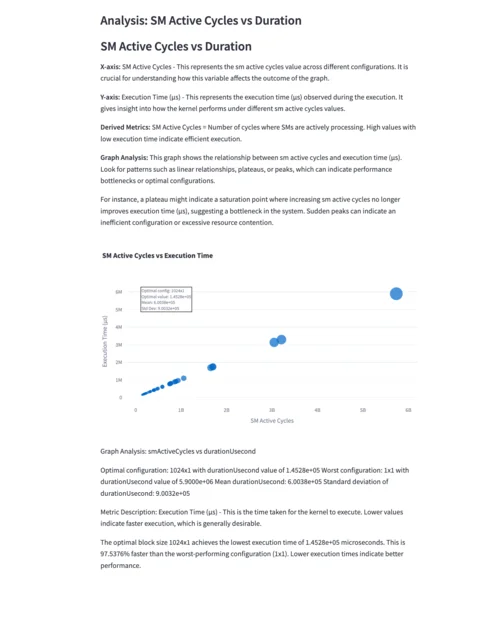 Analysis: SM Active Cycles vs Duration
SM Active Cycles vs Duration
X-axis: SM Active Cycles - This represents the sm active cycles value across different configurations. It is
crucial for understanding how this variable affects the outcome of the graph.
Y-axis: Execution Time (μs) - This represents the execution time (μs) observed during the execution. It
gives insight into how the kernel performs under different sm active cycles values.
Derived Metrics: SM Active Cycles = Number of cycles where SMs are actively processing. High values with
low execution time indicate efficient execution.
Graph Analysis: This graph shows the relationship between sm active cycles and execution time (μs).
Look for patterns such as linear relationships, plateaus, or peaks, which can indicate performance
bottlenecks or optimal configurations.
For instance, a plateau might indicate a saturation point where increasing sm active cycles no longer
improves execution time (μs), suggesting a bottleneck in the system. Sudden peaks can indicate an
inefficient configuration or excessive resource contention.
SM Active Cycles vs Execution Time
Optimal config: 1024x1
Optimal value: 1.4528e+05
Mean: 6.0038e+05
Std Dev: 9.0032e+05
6M
5M
4M
3M
2M
1M
0
Execution Time (μs)
0 1B 2B 3B 4B 5B 6B
SM Active Cycles
Graph Analysis: smActiveCycles vs durationUsecond
Optimal configuration: 1024x1 with durationUsecond value of 1.4528e+05 Worst configuration: 1x1 with
durationUsecond value of 5.9000e+06 Mean durationUsecond: 6.0038e+05 Standard deviation of
durationUsecond: 9.0032e+05
Metric Description: Execution Time (μs) - This is the time taken for the kernel to execute. Lower values
indicate faster execution, which is generally desirable.
The optimal block size 1024x1 achieves the lowest execution time of 1.4528e+05 microseconds. This is
97.5376% faster than the worst-performing configuration (1x1). Lower execution times indicate better
performance.